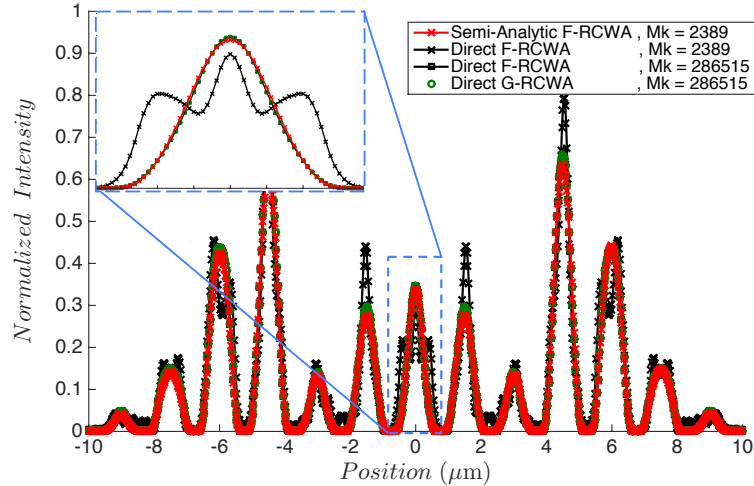 Semi-Analytic F-RCWA , Mk = 2389
Direct F-RCWA , Mk = 2389
Direct F-RCWA , Mk = 286515
Direct G-RCWA , Mk = 286515
Normalized Intensity
1
0.9
0.8
0.7
0.6
0.5
0.4
0.3
0.2
0.1
0
-10 -8 -6 -4 -2 0 2 4 6 8 10
Position (μm)